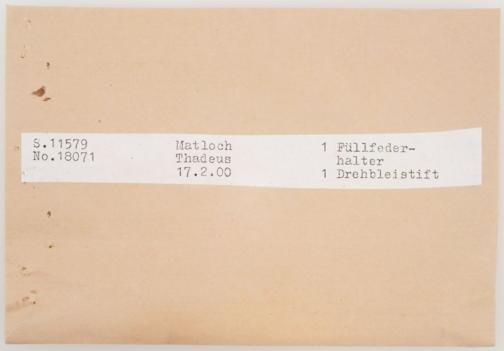 S.11579 Matloch 1 Füllfeder-
No.18071 Thadeus halter
17.2.00 1 Drehbleistift